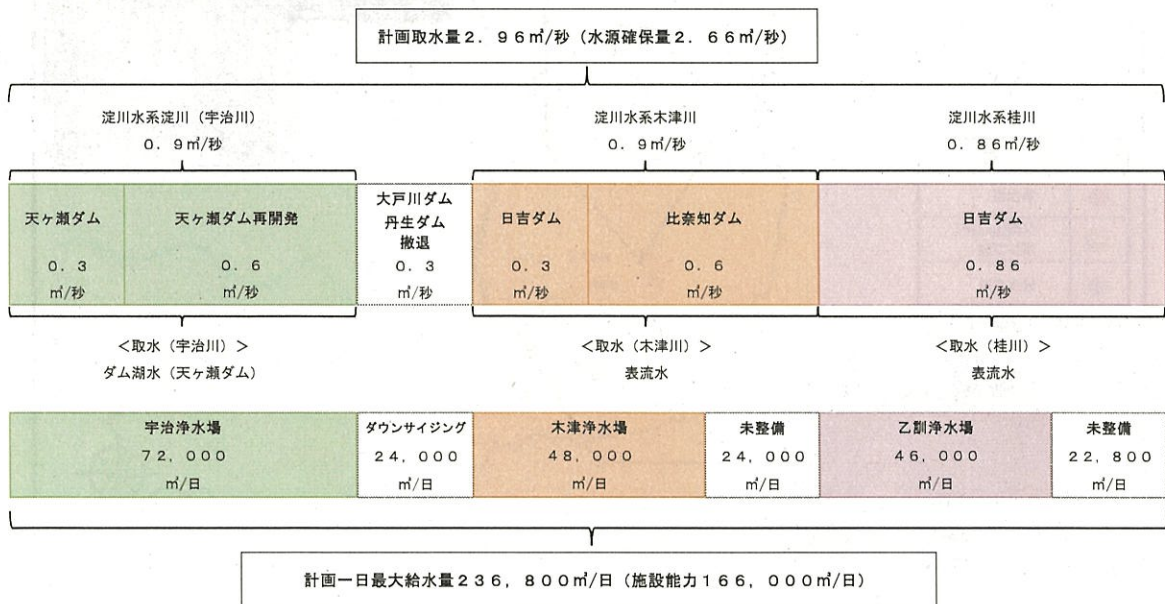 計画取水量2.96㎥/秒（水源確保量2.66㎥/秒）
淀川水系淀川（宇治川）
0.9㎥/秒
淀川水系木津川
0.9㎥/秒
淀川水系桂川
0.86㎥/秒
天ヶ瀬ダム
0.3
㎥/秒
天ヶ瀬ダム再開発
0.6
㎥/秒
大戸川ダム
丹生ダム
撤退
0.3
㎥/秒
日吉ダム
0.3
㎥/秒
比奈知ダム
0.6
㎥/秒
日吉ダム
0.86
㎥/秒
＜取水（宇治川）＞
ダム湖水（天ヶ瀬ダム）
＜取水（木津川）＞
表流水
＜取水（桂川）＞
表流水
宇治浄水場
72,000
㎥/日
ダウンサイジング
24,000
㎥/日
木津浄水場
48,000
㎥/日
未整備
24,000
㎥/日
乙訓浄水場
46,000
㎥/日
未整備
22,800
㎥/日
計画一日最大給水量236,800㎥/日（施設能力166,000㎥/日）